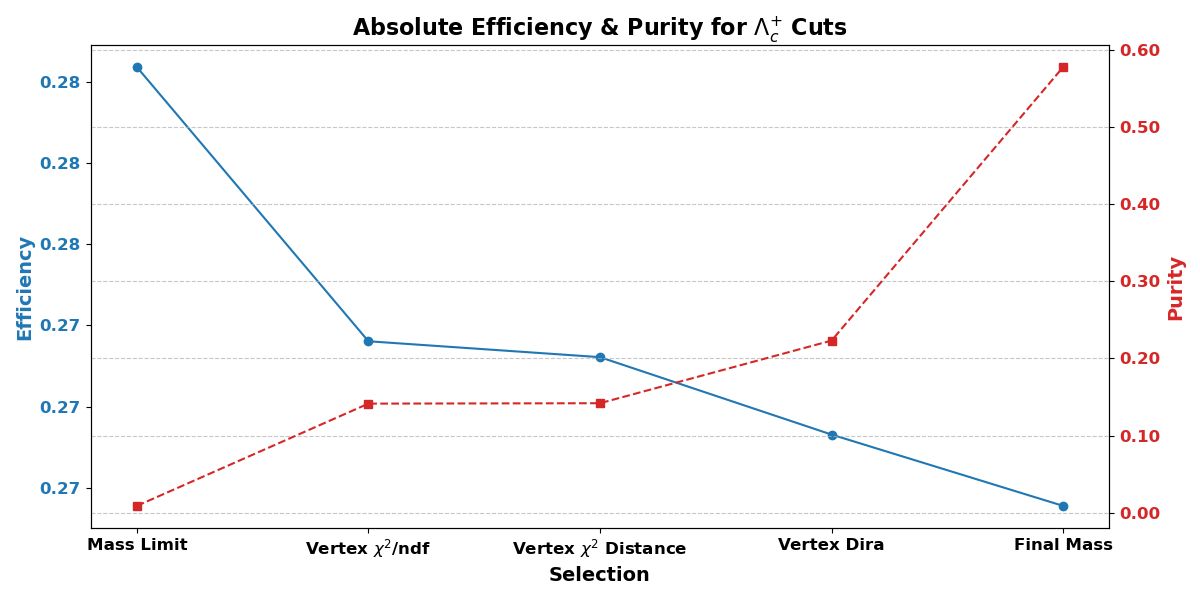 Absolute Efficiency & Purity for Λc+ Cuts
Efficiency
0.28
0.28
0.28
0.27
0.27
0.27
0.60
0.50
0.40
0.30
0.20
0.10
0.00
Purity
Mass Limit
Vertex χ²/ndf
Vertex χ² Distance
Vertex Dira
Final Mass
Selection